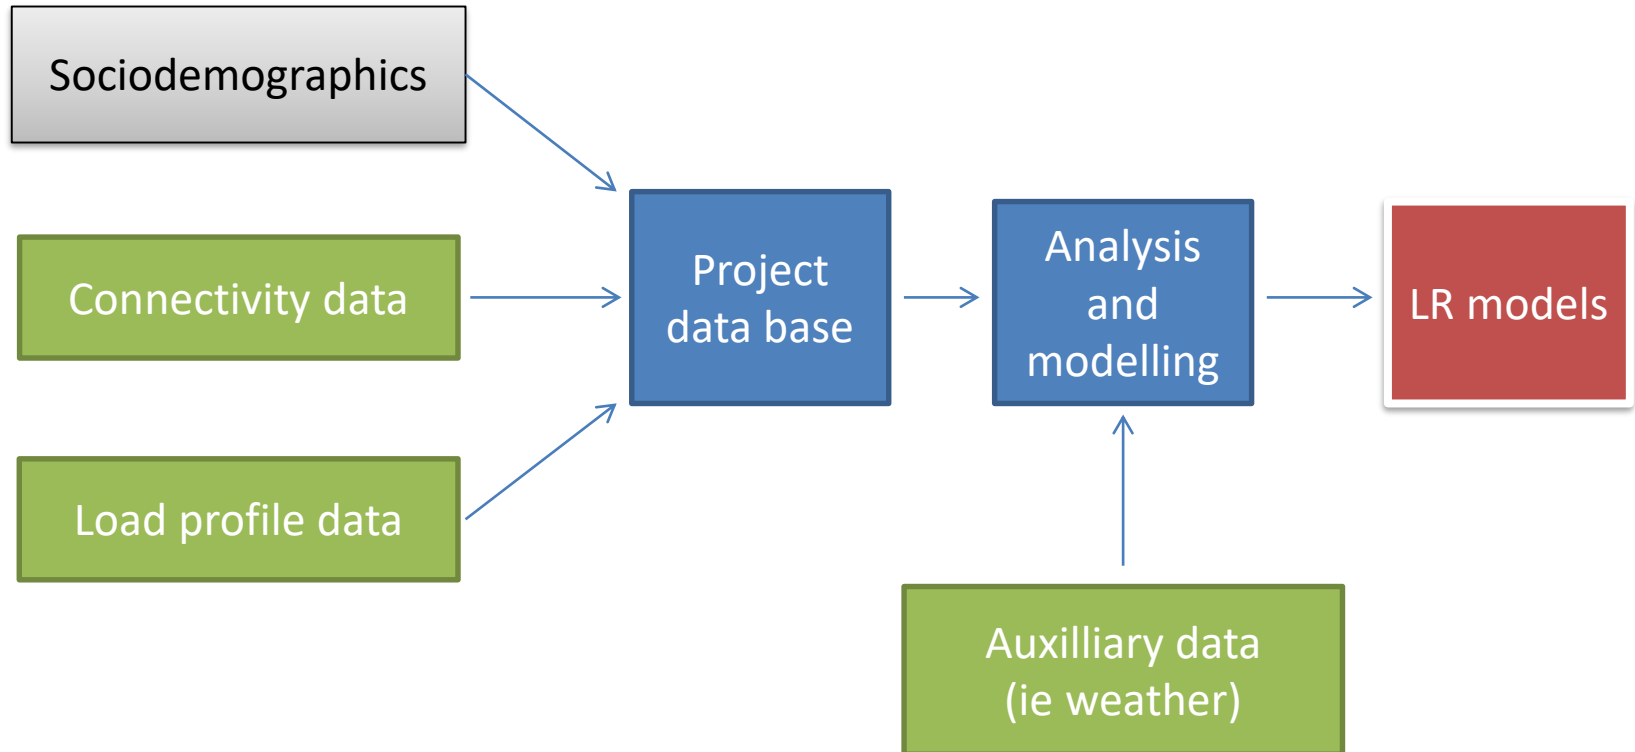 Sociodemographics
Connectivity data
Load profile data
Project
data base
Analysis
and
modelling
LR models
Auxilliary data
(ie weather)